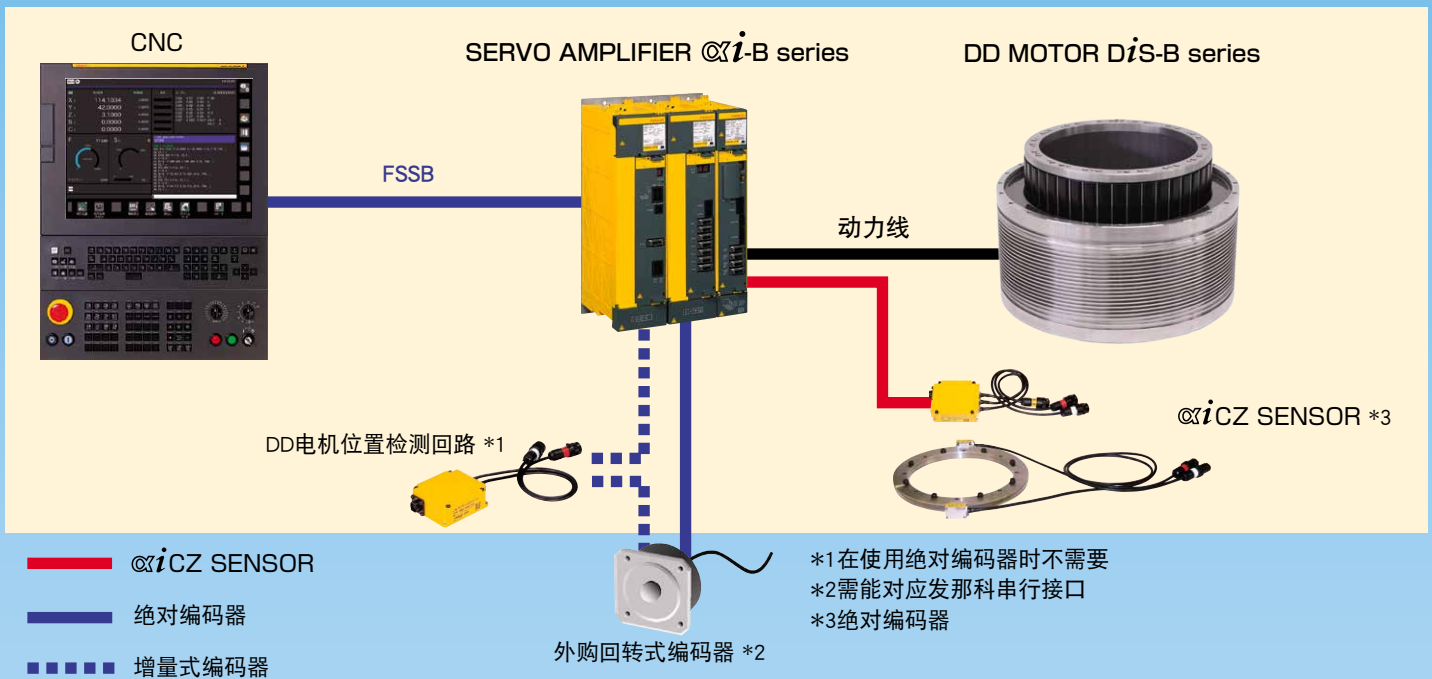 CNC
SERVO AMPLIFIER αi-B series
DD MOTOR DiS-B series
FSSB
动力线
DD电机位置检测回路 *1
αiCZ SENSOR *3
αiCZ SENSOR
绝对编码器
增量式编码器
外购回转式编码器 *2
*1在使用绝对编码器时不需要
*2需能对应发那科串行接口
*3绝对编码器